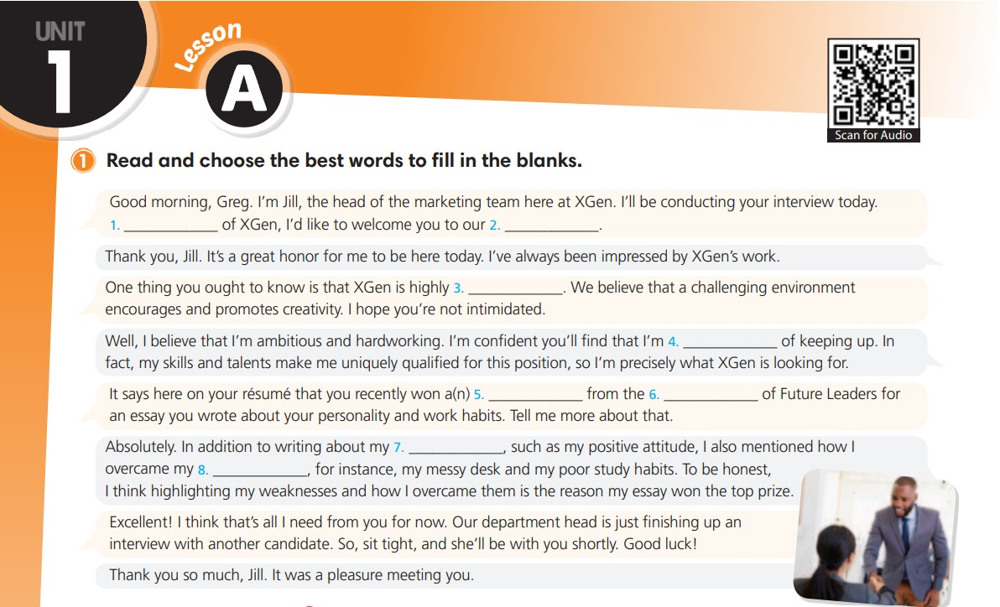 UNIT
1
Lesson
A
Scan for Audio
1 Read and choose the best words to fill in the blanks.
Good morning, Greg. I'm Jill, the head of the marketing team here at XGen. I'll be conducting your interview today.
1. ____________ of XGen, I'd like to welcome you to our 2. ____________.
Thank you, Jill. It's a great honor for me to be here today. I've always been impressed by XGen's work.
One thing you ought to know is that XGen is highly 3. ____________. We believe that a challenging environment
encourages and promotes creativity. I hope you're not intimidated.
Well, I believe that I'm ambitious and hardworking. I'm confident you'll find that I'm 4. ____________ of keeping up. In
fact, my skills and talents make me uniquely qualified for this position, so I'm precisely what XGen is looking for.
It says here on your résumé that you recently won a(n) 5. ____________ from the 6. ____________ of Future Leaders for
an essay you wrote about your personality and work habits. Tell me more about that.
Absolutely. In addition to writing about my 7. ____________, such as my positive attitude, I also mentioned how I
overcame my 8. ____________, for instance, my messy desk and my poor study habits. To be honest,
I think highlighting my weaknesses and how I overcame them is the reason my essay won the top prize.
Excellent! I think that's all I need from you for now. Our department head is just finishing up an
interview with another candidate. So, sit tight, and she'll be with you shortly. Good luck!
Thank you so much, Jill. It was a pleasure meeting you.